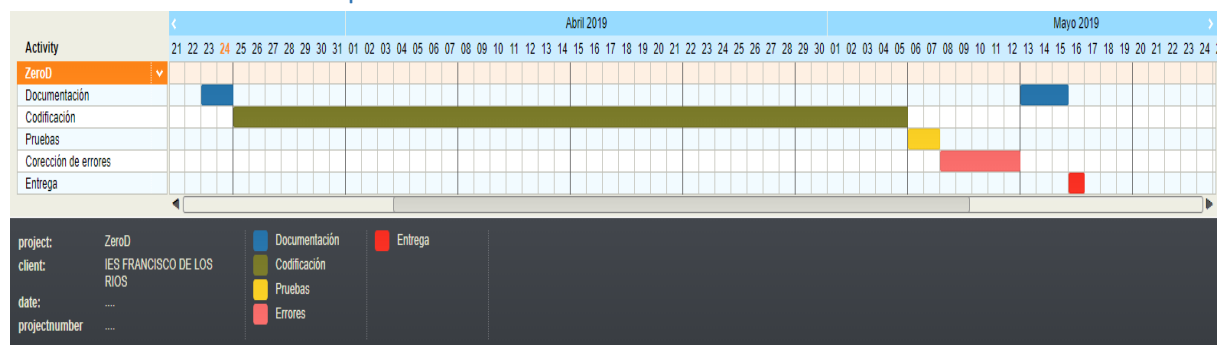 Abril 2019
Mayo 2019
Activity
21 22 23 24 25 26 27 28 29 30 31 01 02 03 04 05 06 07 08 09 10 11 12 13 14 15 16 17 18 19 20 21 22 23 24 25 26 27 28 29 30 01 02 03 04 05 06 07 08 09 10 11 12 13 14 15 16 17 18 19 20 21 22 23 24
ZeroD
Documentación
Codificación
Pruebas
Corección de errores
Entrega
project: ZeroD
client: IES FRANCISCO DE LOS
RIOS
date: ....
projectnumber ....
Documentación
Codificación
Pruebas
Errores
Entrega